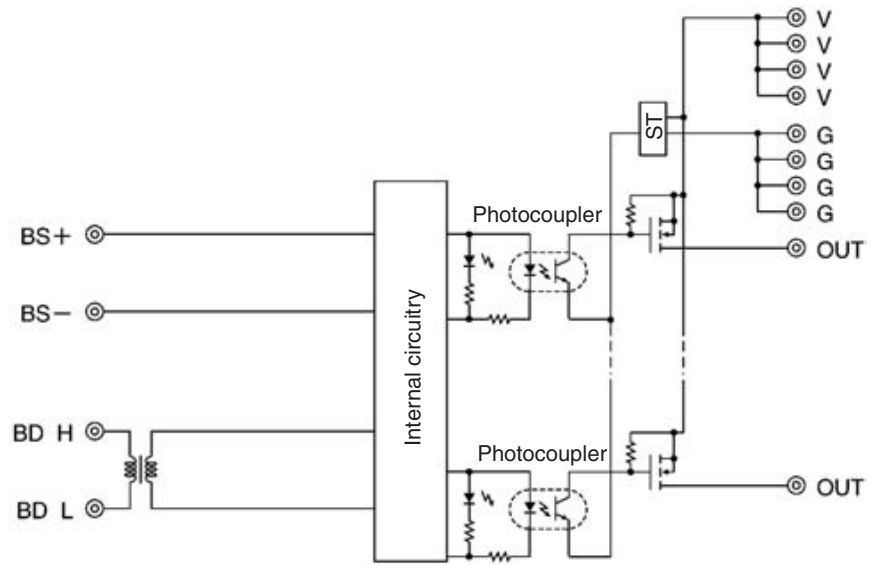 V
V
V
V
ST
G
G
G
G
Photocoupler
BS+
OUT
BS−
Internal circuitry
BD H
Photocoupler
BD L
OUT